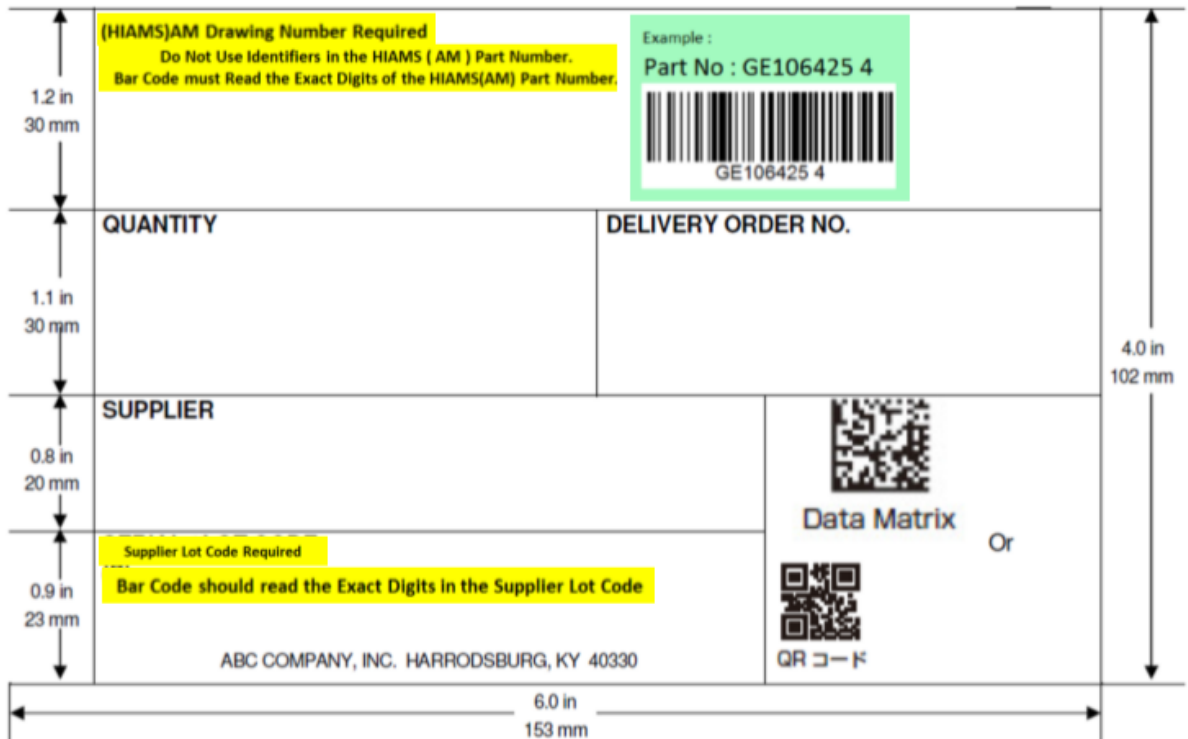 (HIAMS)AM Drawing Number Required
Do Not Use Identifiers in the HIAMS ( AM ) Part Number.
Bar Code must Read the Exact Digits of the HIAMS(AM) Part Number.
Example :
Part No : GE106425 4
GE106425 4
1.2 in
30 mm
QUANTITY
DELIVERY ORDER NO.
1.1 in
30 mm
4.0 in
102 mm
SUPPLIER
0.8 in
20 mm
Data Matrix
Or
Supplier Lot Code Required
Bar Code should read the Exact Digits in the Supplier Lot Code
0.9 in
23 mm
ABC COMPANY, INC. HARRODSBURG, KY 40330
QR コード
6.0 in
153 mm